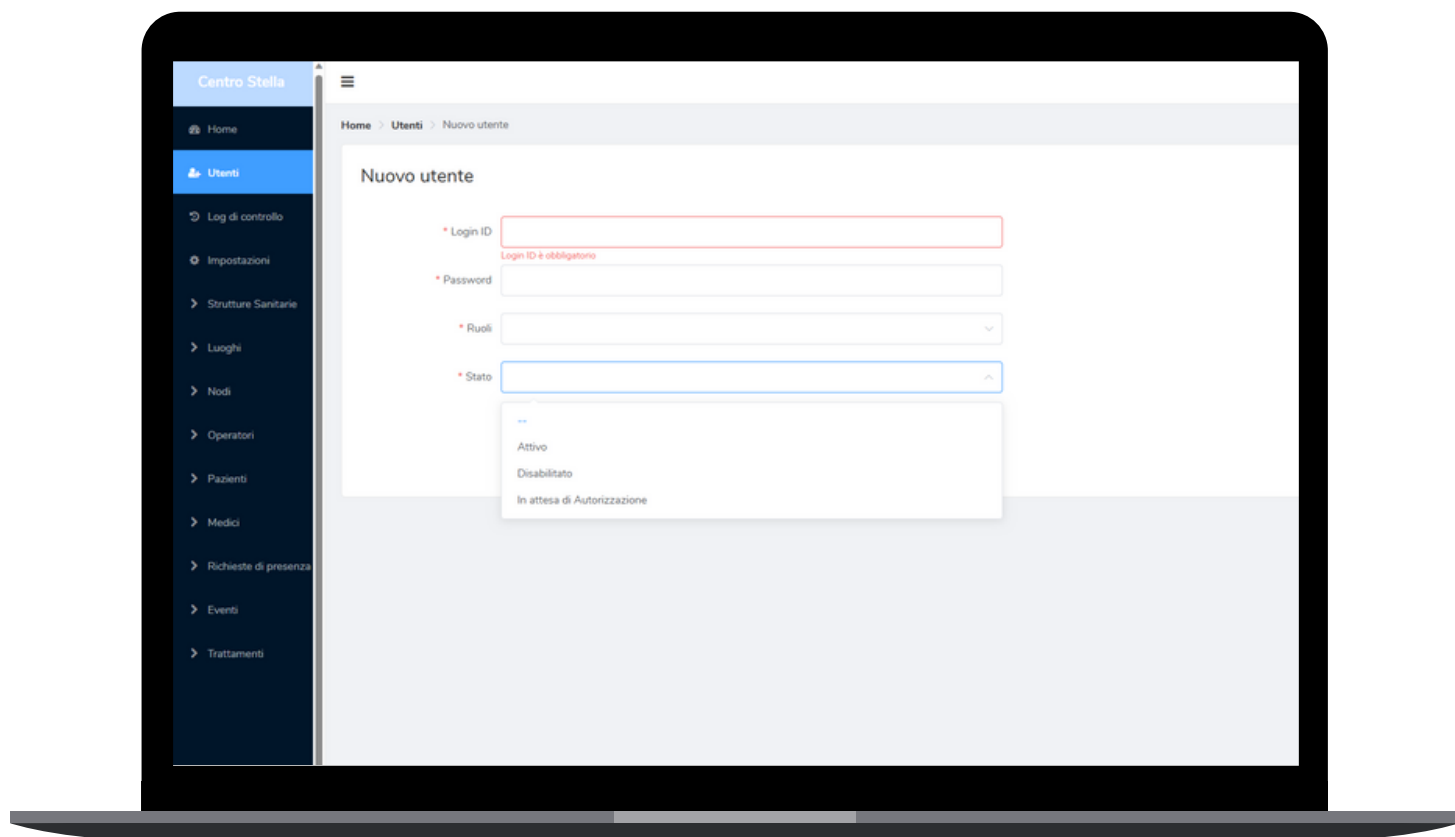 Centro Stella
Home
Utenti
Log di controllo
Impostazioni
Strutture Sanitarie
Luoghi
Nodi
Operatori
Pazienti
Medici
Richieste di presenza
Eventi
Trattamenti
Home > Utenti > Nuovo utente
Nuovo utente
* Login ID
Login ID è obbligatorio
* Password
* Ruoli
* Stato
--
Attivo
Disabilitato
In attesa di Autorizzazione